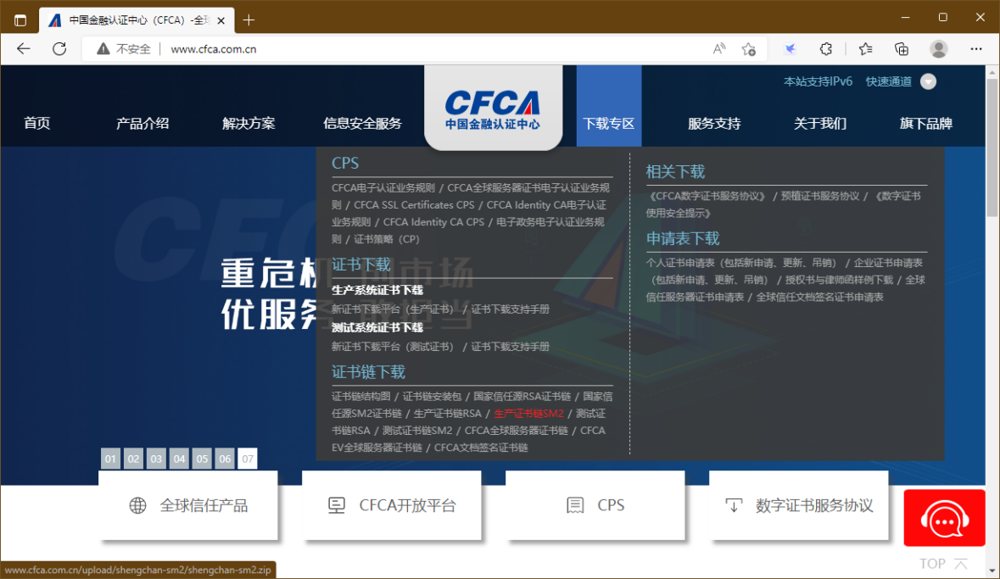 中国金融认证中心（CFCA）-全球
不安全
www.cfca.com.cn
本站支持IPv6 快速通道
首页 产品介绍 解决方案 信息安全服务 CFCA 中国金融认证中心 下载专区 服务支持 关于我们 旗下品牌
CPS
CFCA电子认证业务规则 / CFCA全球服务器证书电子认证业务规
则 / CFCA SSL Certificates CPS / CFCA Identity CA电子认证
业务规则 / CFCA Identity CA CPS / 电子政务电子认证业务规
则 / 证书策略（CP）
证书下载
生产系统证书下载
新证书下载平台（生产证书） / 证书下载支持手册
测试系统证书下载
新证书下载平台（测试证书） / 证书下载支持手册
证书链下载
证书链结构图 / 证书链安装包 / 国家信任源RSA证书链 / 国家信
任源SM2证书链 / 生产证书链RSA / 生产证书链SM2 / 测试证
书链RSA / 测试证书链SM2 / CFCA全球服务器证书链 / CFCA
EV全球服务器证书链 / CFCA文档签名证书链
相关下载
《CFCA数字证书服务协议》 / 预植证书服务协议 / 《数字证书
使用安全提示》
申请表下载
个人证书申请表（包括新申请、更新、吊销） / 企业证书申请表
（包括新申请、更新、吊销） / 授权书与律师函样例下载 / 全球
信任服务器证书申请表 / 全球信任文档签名证书申请表
重危机 创市场
优服务 敢担当
01 02 03 04 05 06 07
全球信任产品
CFCA开放平台
CPS
数字证书服务协议
TOP
www.cfca.com.cn/upload/shengchan-sm2/shengchan-sm2.zip